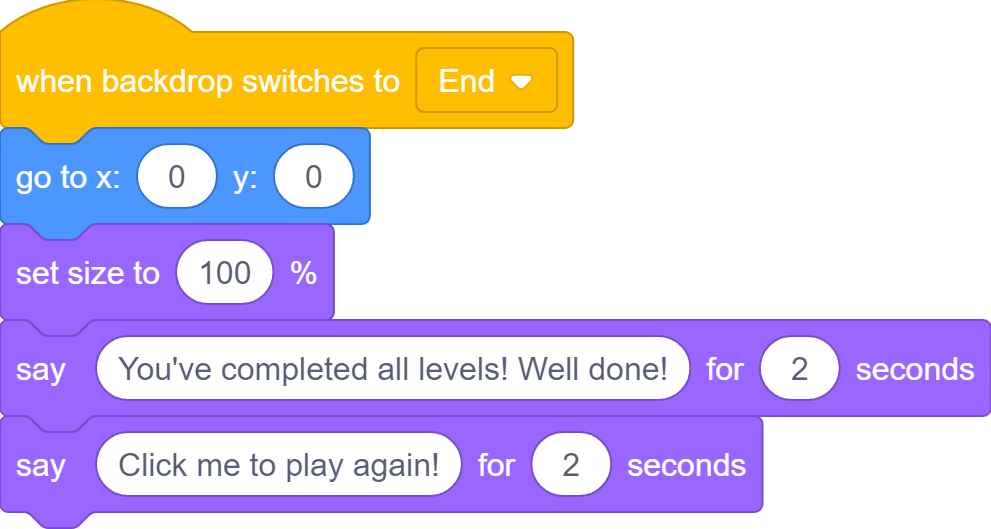 when backdrop switches to End
go to x: 0 y: 0
set size to 100 %
say You've completed all levels! Well done! for 2 seconds
say Click me to play again! for 2 seconds